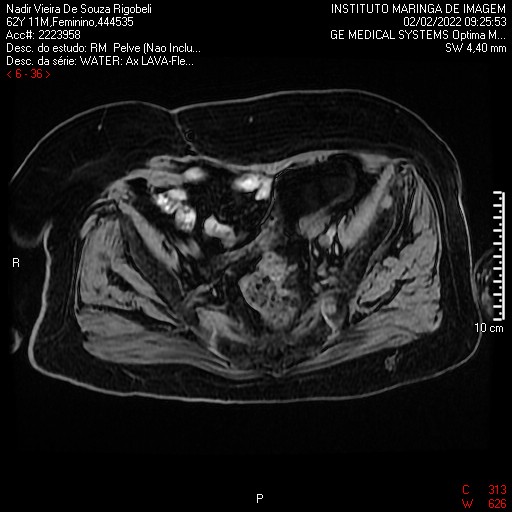 Nadir Vieira De Souza Rigobeli
62Y 11M,Feminino,444535
Acc#: 2223958
Desc. do estudo: RM Pelve (Nao Inclu...
Desc. da série: WATER: Ax LAVA-Fle...
< 6 - 36 >
INSTITUTO MARINGA DE IMAGEM
02/02/2022 09:25:53
GE MEDICAL SYSTEMS Optima M...
SW 4,40 mm
R
10 cm
P
C 313
W 626